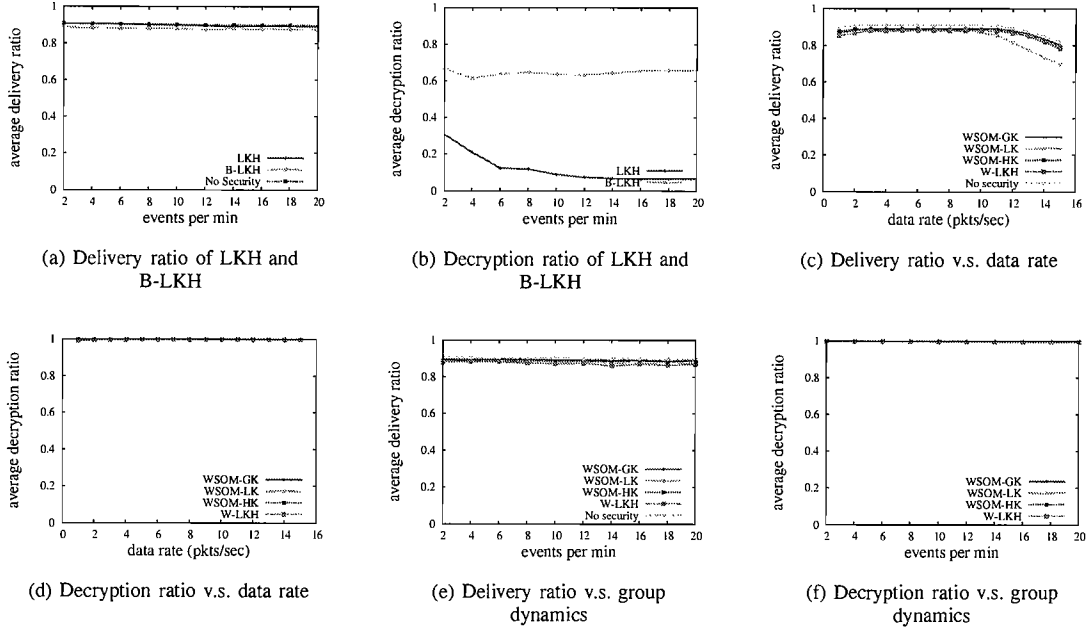 average delivery ratio
1
0.8
0.6
0.4
0.2
0
LKH
B-LKH
No Security
2 4 6 8 10 12 14 16 18 20
events per min
(a) Delivery ratio of LKH and
B-LKH
average decryption ratio
1
0.8
0.6
0.4
0.2
0
LKH
B-LKH
2 4 6 8 10 12 14 16 18 20
events per min
(b) Decryption ratio of LKH and
B-LKH
average delivery ratio
1
0.8
0.6
0.4
0.2
0
WSOM-GK
WSOM-LK
WSOM-HK
W-LKH
No security
0 2 4 6 8 10 12 14 16
data rate (pkts/sec)
(c) Delivery ratio v.s. data rate
average decryption ratio
1
0.8
0.6
0.4
0.2
0
WSOM-GK
WSOM-LK
WSOM-HK
W-LKH
0 2 4 6 8 10 12 14 16
data rate (pkts/sec)
(d) Decryption ratio v.s. data rate
average delivery ratio
1
0.8
0.6
0.4
0.2
0
WSOM-GK
WSOM-LK
WSOM-HK
W-LKH
No security
2 4 6 8 10 12 14 16 18 20
events per min
(e) Delivery ratio v.s. group
dynamics
average decryption ratio
1
0.8
0.6
0.4
0.2
0
WSOM-GK
WSOM-LK
WSOM-HK
W-LKH
2 4 6 8 10 12 14 16 18 20
events per min
(f) Decryption ratio v.s. group
dynamics